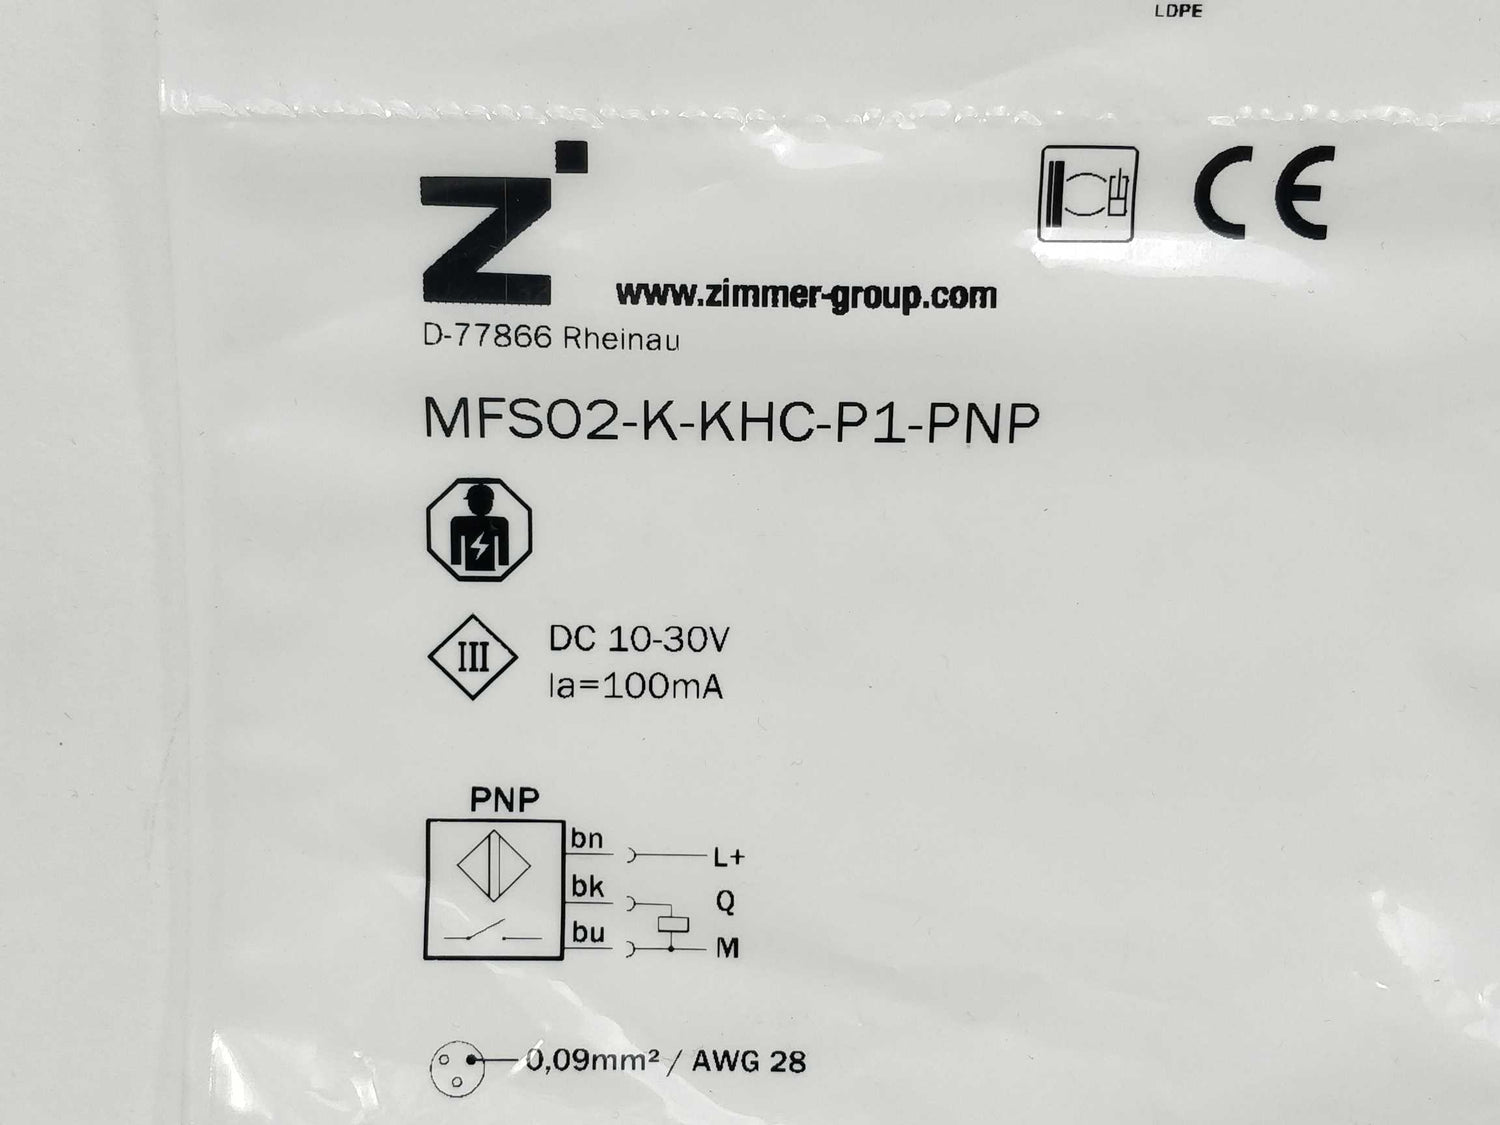 LDPE
Z
CE
www.zimmer-group.com
D-77866 Rheinau
MFS02-K-KHC-P1-PNP
III
DC 10-30V
Ia=100mA
PNP
bn
L+
bk
Q
bu
M
0,09mm² / AWG 28